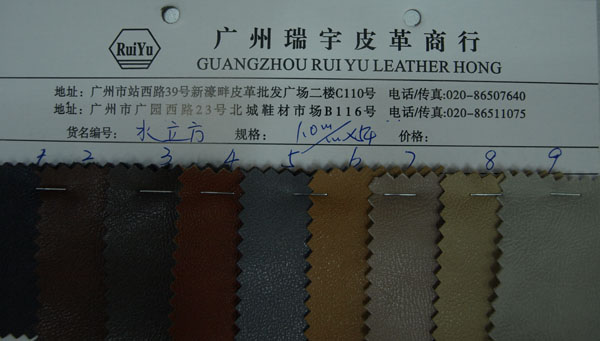 RuiYu
广州瑞宇皮革商行
GUANGZHOU RUI YU LEATHER HONG
地址:广州市站西路39号新濠畔皮革批发广场二楼C110号 电话/传真:020-86507640
地址:广州市广园西路23号北城鞋材市场B116号 电话/传真:020-86511075
货名编号: 水立方 规格: 1.0m/m×54 价格:
1 2 3 4 5 6 7 8 9